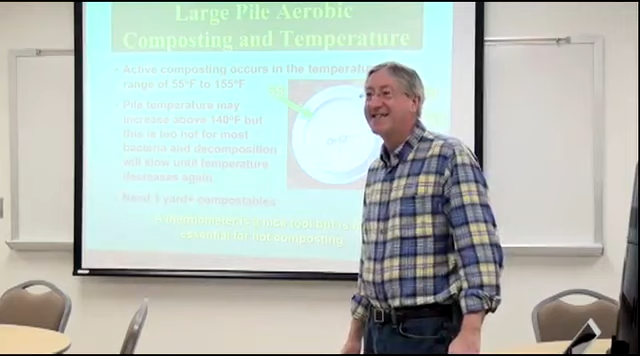 Large Pile Aerobic
Composting and Temperature
• Active composting occurs in the temperature
range of 55°F to 155°F
• Pile temperature may
increase above 140°F but
this is too hot for most
bacteria and decomposition
will slow until temperature
decreases again
• Need 1 yard+ compostables
A thermometer is a nice tool but is
essential for hot composting